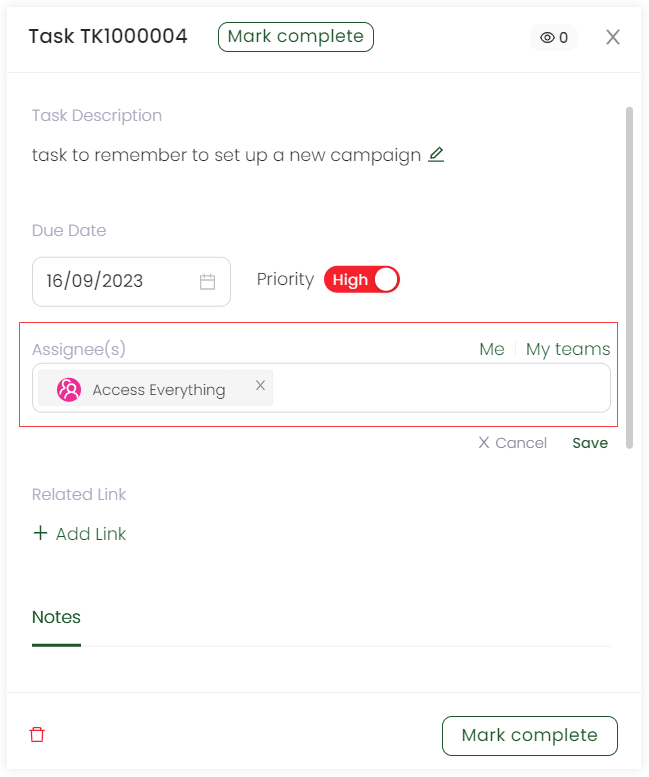 Task TK1000004 Mark complete 0
Task Description
task to remember to set up a new campaign
Due Date
16/09/2023 Priority High
Assignee(s) Me My teams
Access Everything X
X Cancel Save
Related Link
+ Add Link
Notes
Mark complete